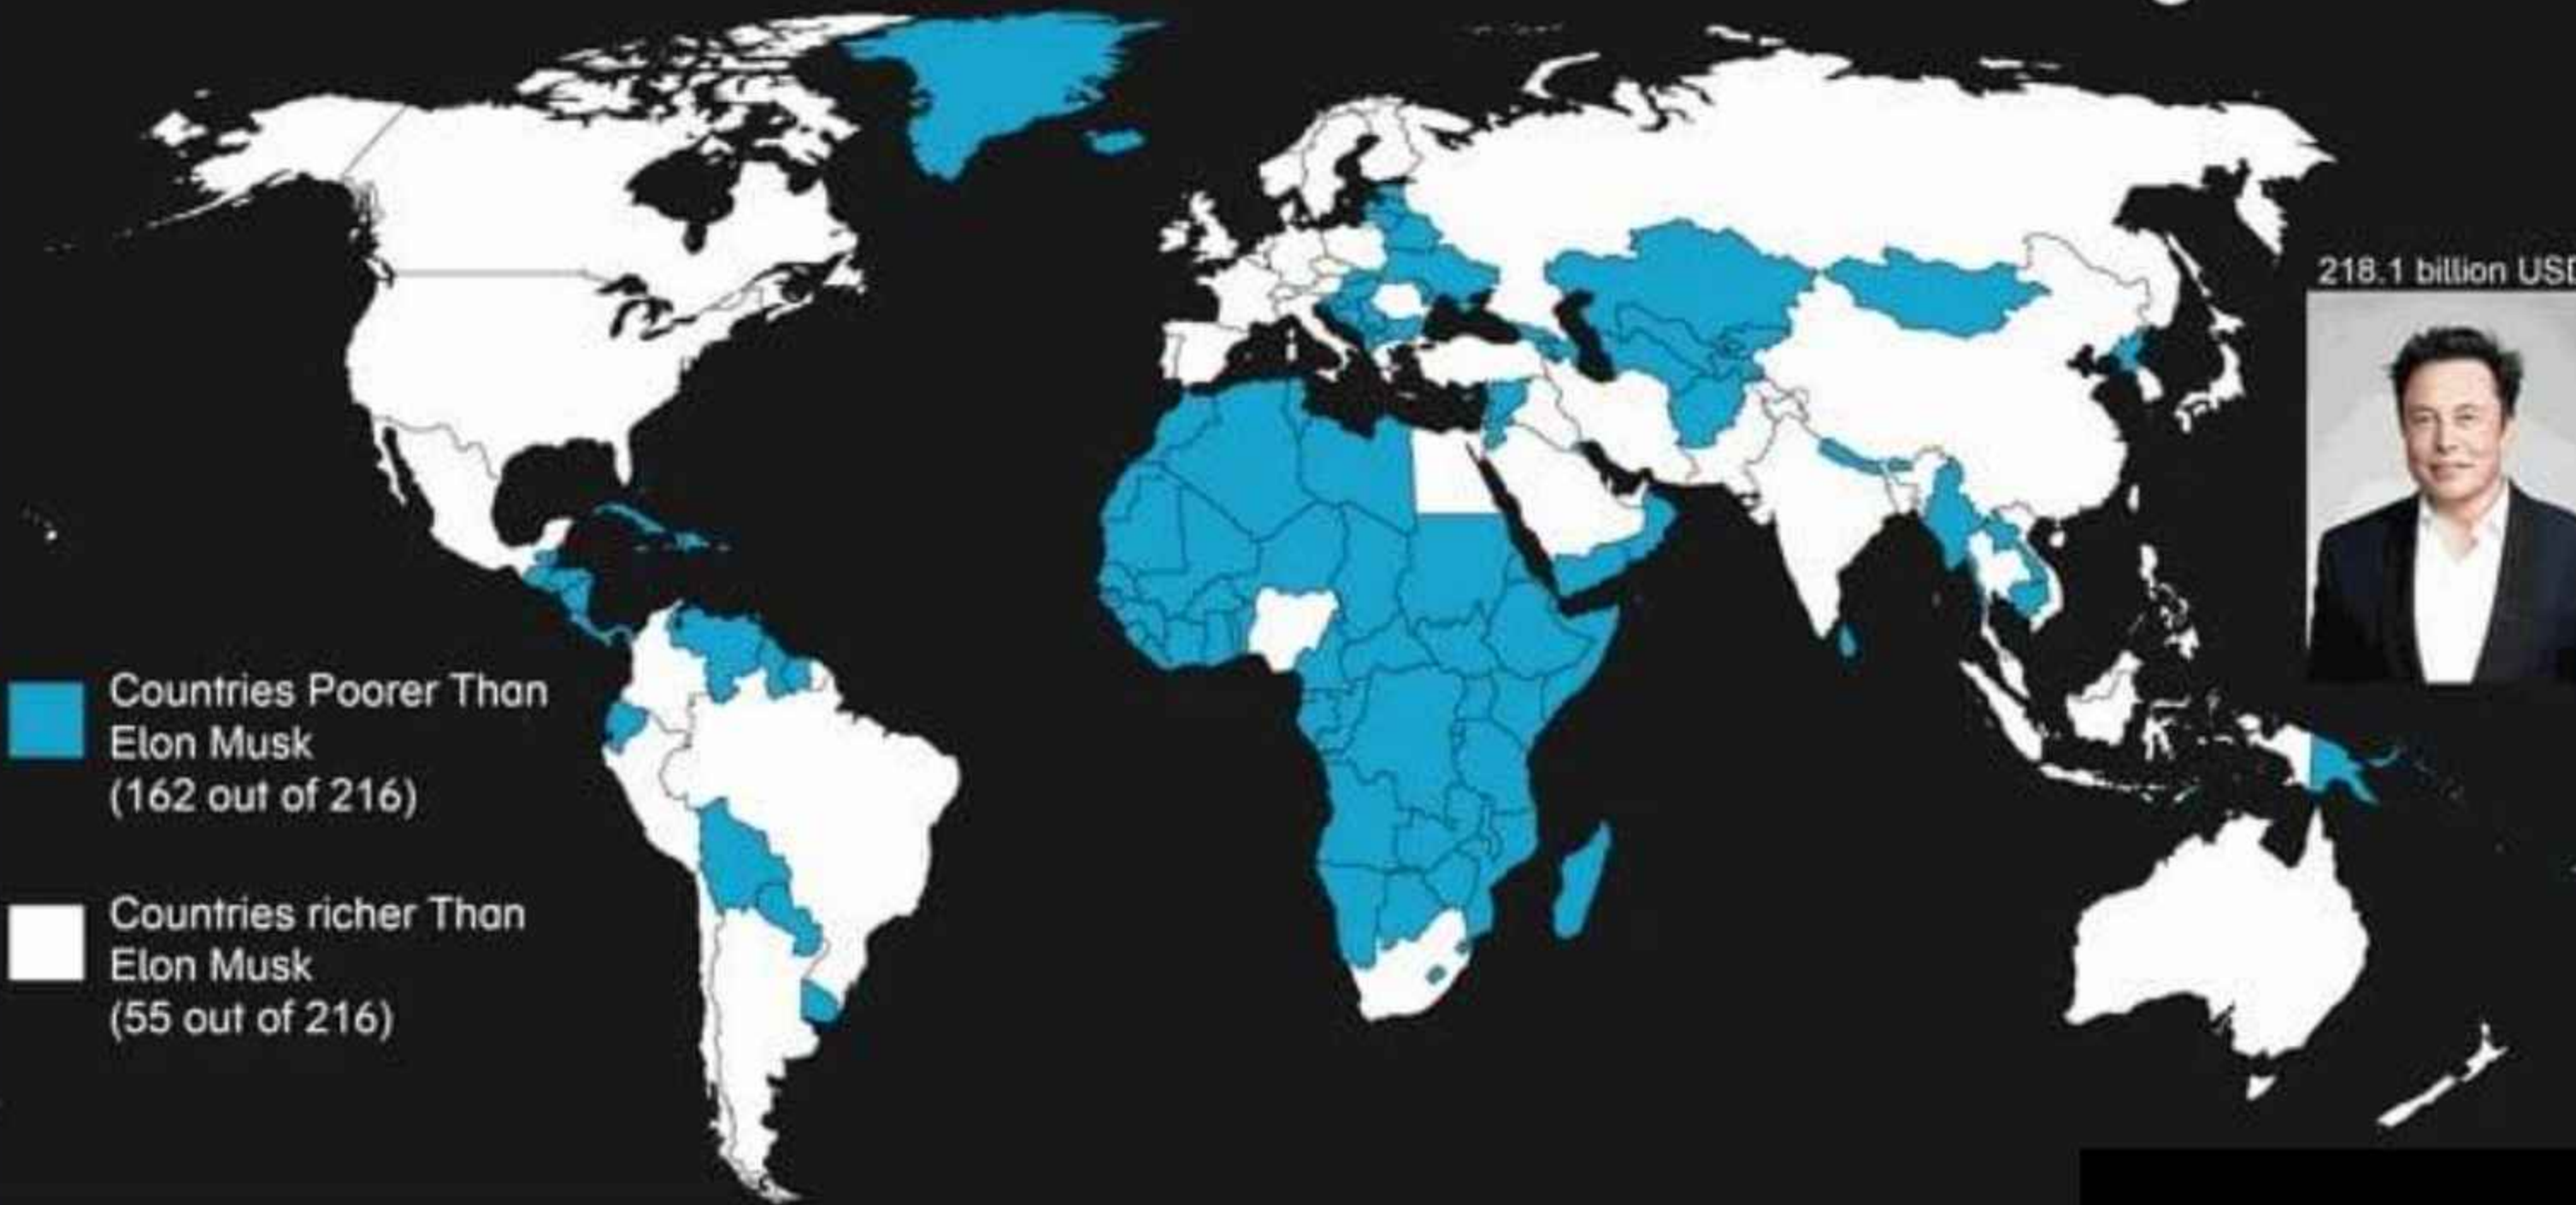 218.1 billion USD
Countries Poorer Than
Elon Musk
(162 out of 216)
Countries richer Than
Elon Musk
(55 out of 216)